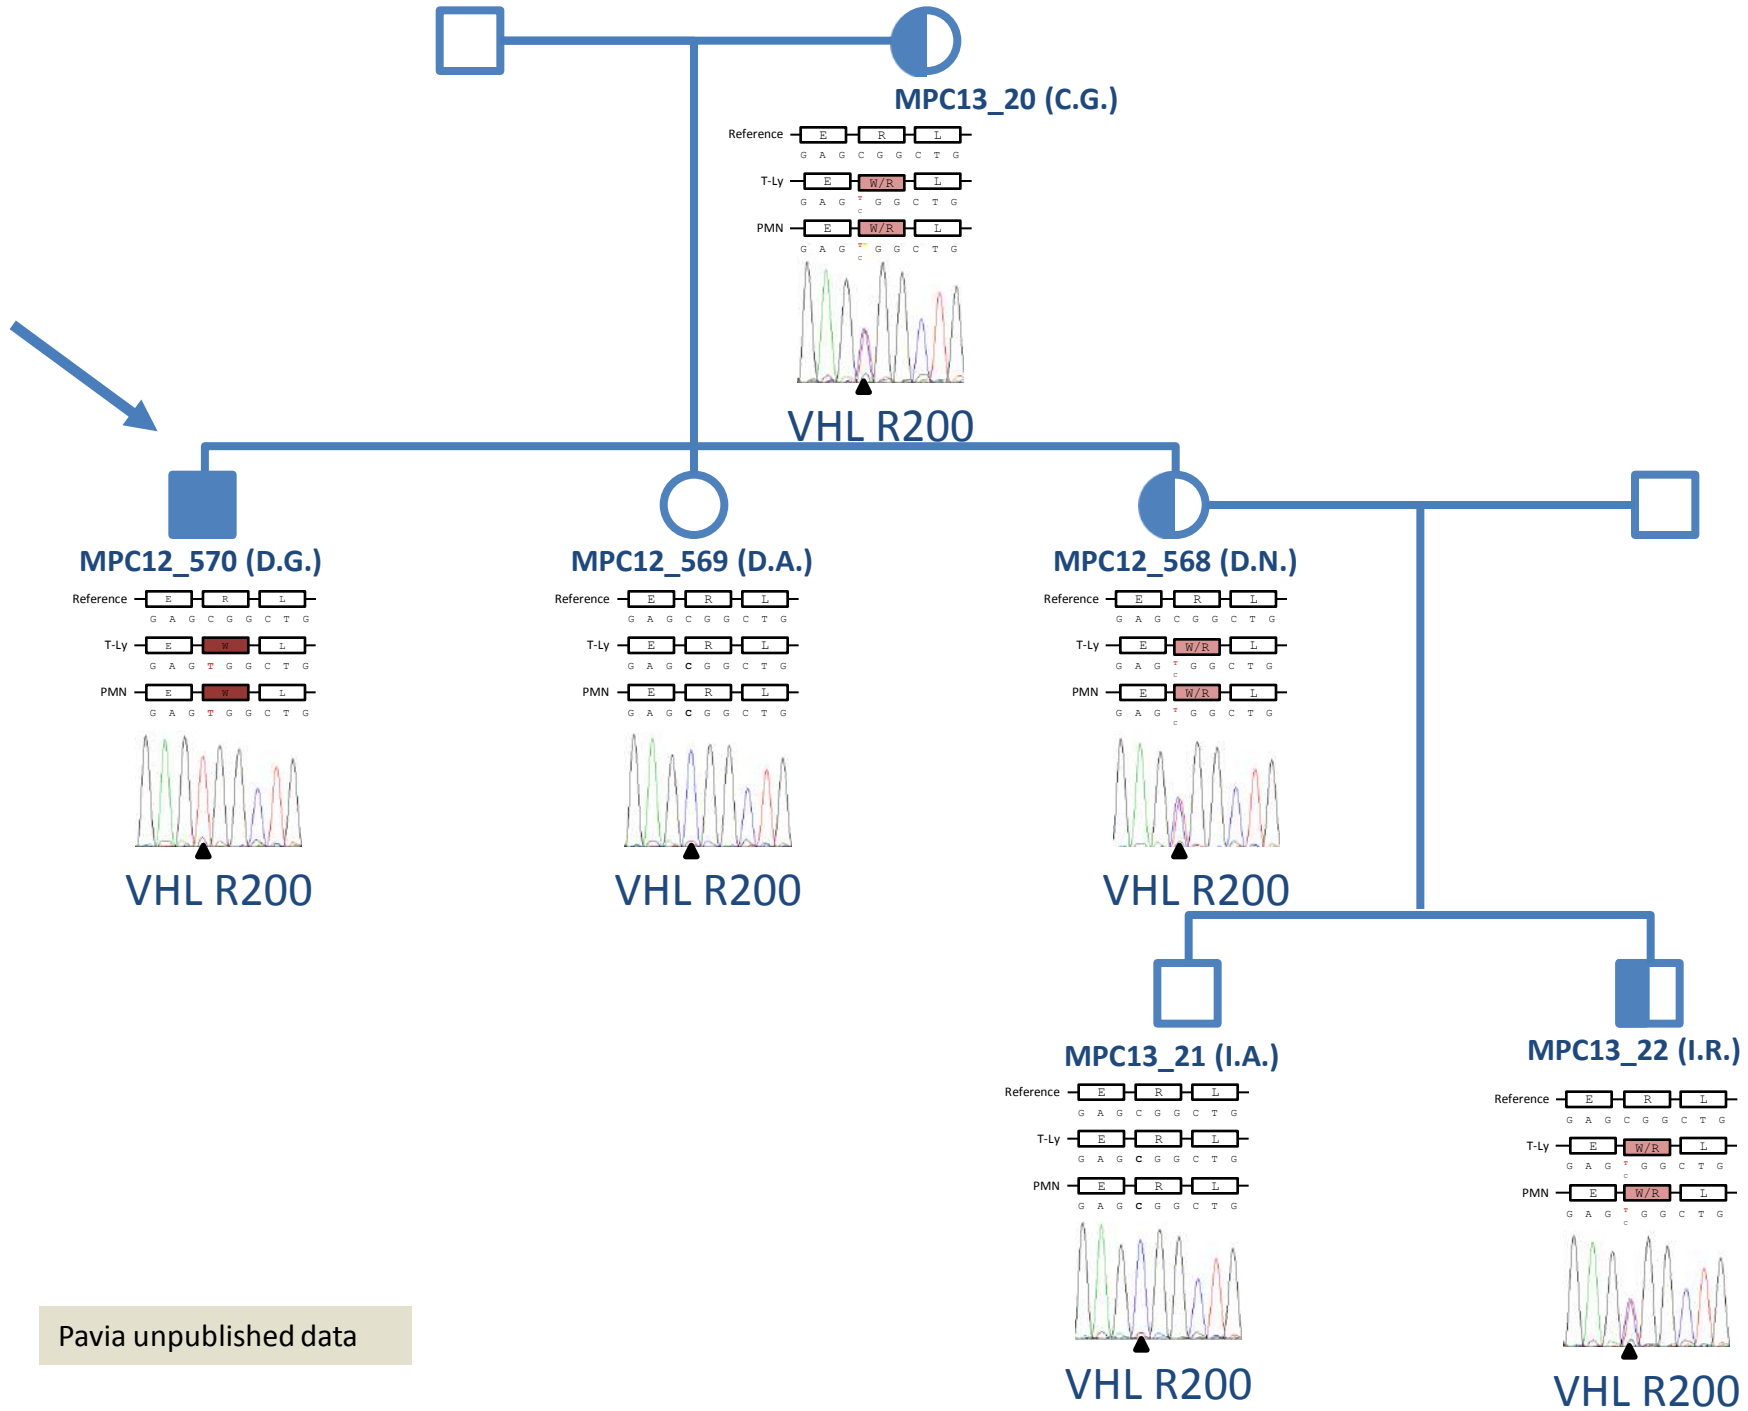 MPC13_20 (C.G.)
Reference E R L
G A G C G G C T G
T-Ly E W/R L
G A G T G G C T G
C
PMN E W/R L
G A G T G G C T G
C
VHL R200
MPC12_570 (D.G.)
Reference E R L
G A G C G G C T G
T-Ly E W L
G A G T G G C T G
PMN E W L
G A G T G G C T G
VHL R200
MPC12_569 (D.A.)
Reference E R L
G A G C G G C T G
T-Ly E R L
G A G C G G C T G
PMN E R L
G A G C G G C T G
VHL R200
MPC12_568 (D.N.)
Reference E R L
G A G C G G C T G
T-Ly E W/R L
G A G T G G C T G
C
PMN E W/R L
G A G T G G C T G
C
VHL R200
MPC13_21 (I.A.)
Reference E R L
G A G C G G C T G
T-Ly E R L
G A G C G G C T G
PMN E R L
G A G C G G C T G
VHL R200
MPC13_22 (I.R.)
Reference E R L
G A G C G G C T G
T-Ly E W/R L
G A G T G G C T G
C
PMN E W/R L
G A G T G G C T G
C
VHL R200
Pavia unpublished data